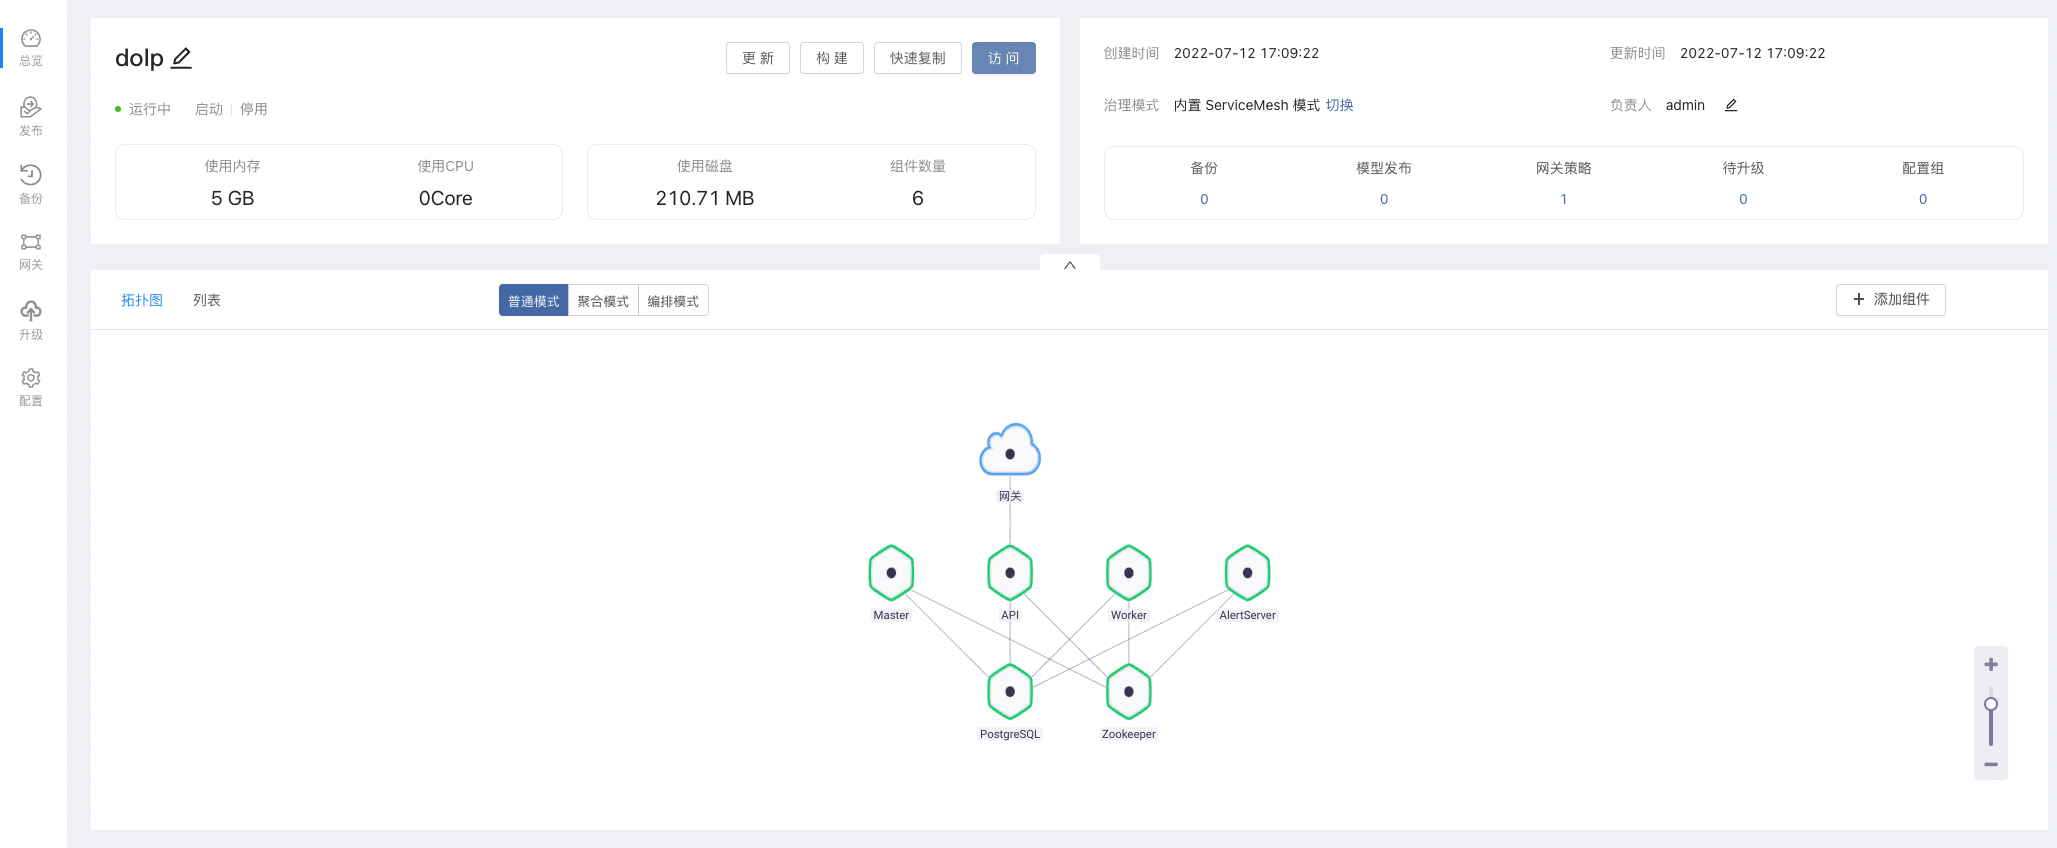 总览
发布
备份
网关
升级
配置
dolp
更 新
构 建
快速复制
访 问
运行中 启动 停用
使用内存 使用CPU
5 GB 0Core
使用磁盘 组件数量
210.71 MB 6
创建时间 2022-07-12 17:09:22 更新时间 2022-07-12 17:09:22
治理模式 内置 ServiceMesh 模式 切换 负责人 admin
备份 模型发布 网关策略 待升级 配置组
0 0 1 0 0
拓扑图 列表
普通模式 聚合模式 编排模式
+ 添加组件
网关
Master API Worker AlertServer
PostgreSQL Zookeeper